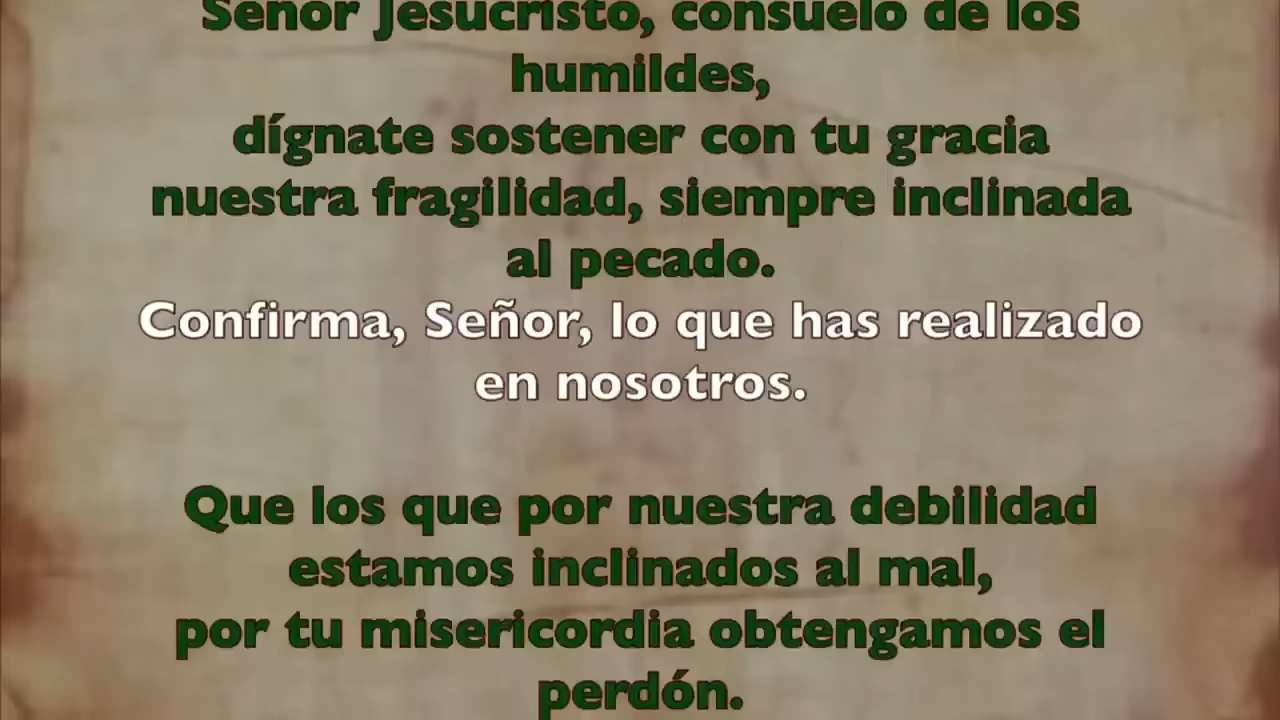 Señor Jesucristo, consuelo de los
humildes,
dígnate sostener con tu gracia
nuestra fragilidad, siempre inclinada
al pecado.
Confirma, Señor, lo que has realizado
en nosotros.
Que los que por nuestra debilidad
estamos inclinados al mal,
por tu misericordia obtengamos el
perdón.